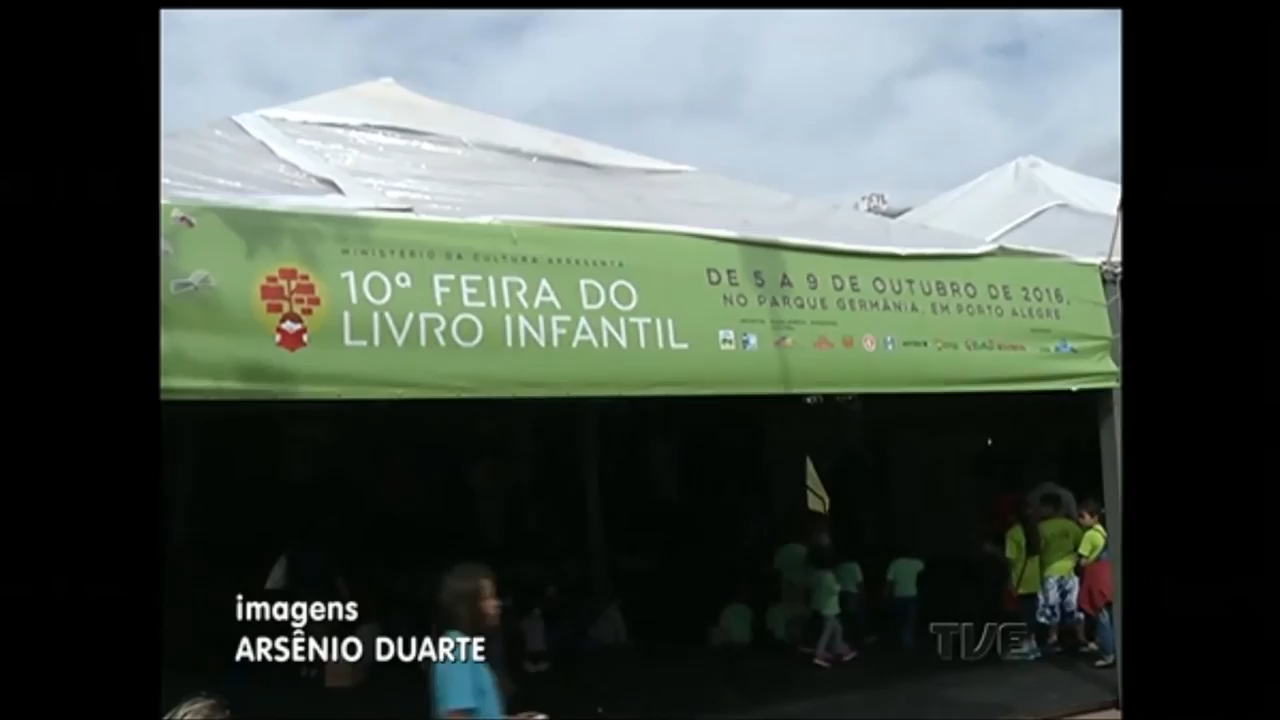 MINISTÉRIO DA CULTURA APRESENTA
10ª FEIRA DO
LIVRO INFANTIL
DE 5 A 9 DE OUTUBRO DE 2016,
NO PARQUE GERMÂNIA, EM PORTO ALEGRE
imagens
ARSÊNIO DUARTE
TVE